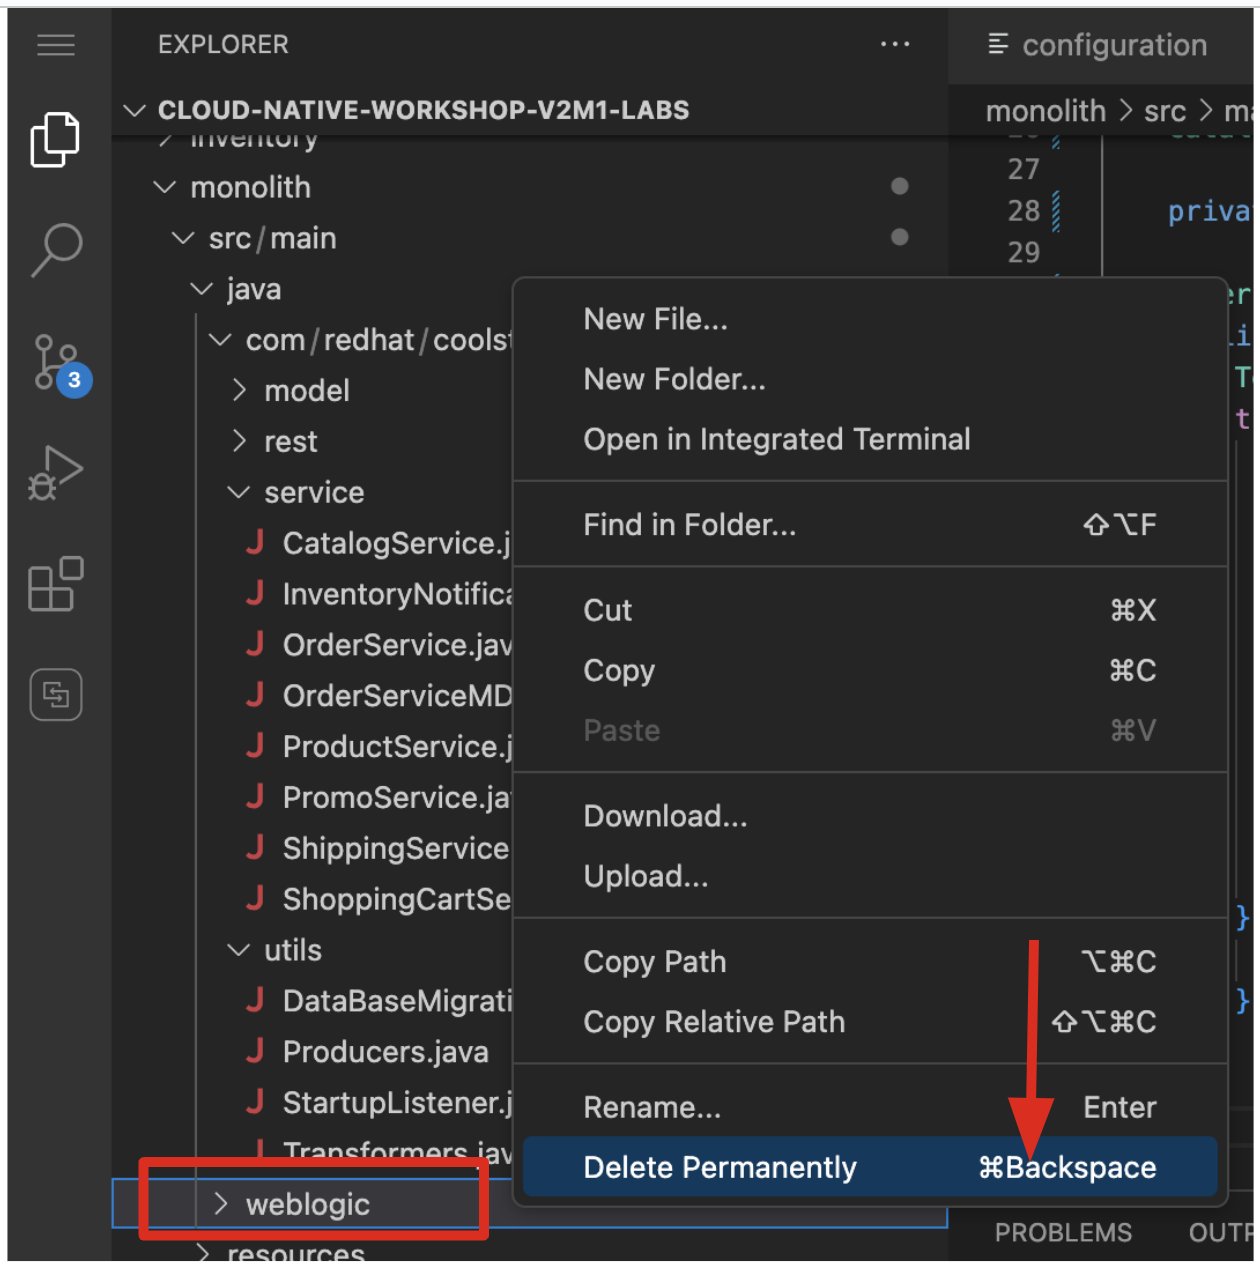 EXPLORER
configuration
CLOUD-NATIVE-WORKSHOP-V2M1-LABS
monolith > src >
inventory
27
monolith
28
priva
src/main
29
java
com/redhat/coolst
model
rest
service
CatalogService.j
InventoryNotifica
OrderService.jav
OrderServiceMD
ProductService.j
PromoService.ja
ShippingService
ShoppingCartSe
utils
DataBaseMigrati
Producers.java
StartupListener.j
Transformers.jav
weblogic
resources
New File...
New Folder...
Open in Integrated Terminal
Find in Folder... ⇧⌥F
Cut ⌘X
Copy ⌘C
Paste ⌘V
Download...
Upload...
Copy Path ⌥⌘C
Copy Relative Path ⇧⌥⌘C
Rename... Enter
Delete Permanently ⌘Backspace
3
er
t
}
}
PROBLEMS
OUTP